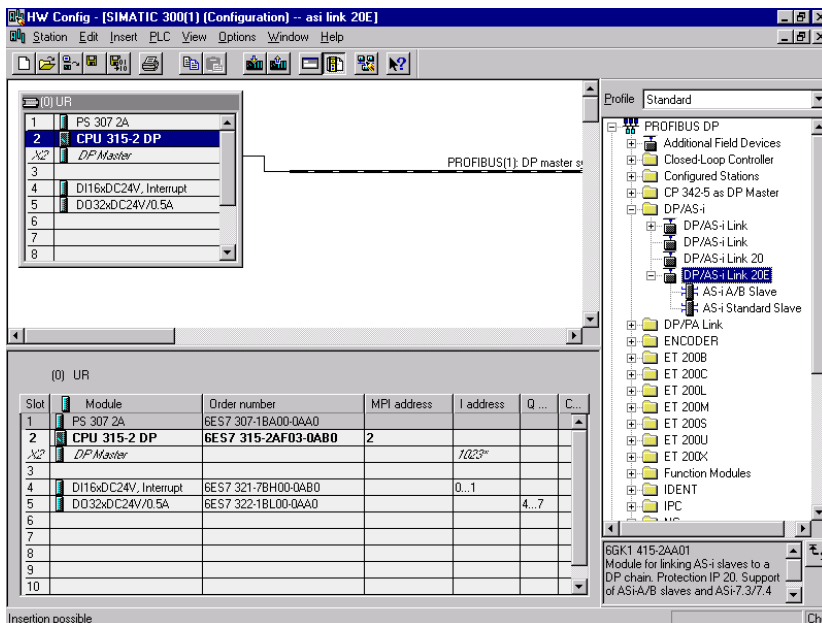 HW Config - [SIMATIC 300(1) (Configuration) -- asi link 20E]
Station Edit Insert PLC View Options Window Help
(0) UR
1 PS 307 2A
2 CPU 315-2 DP
X2 DP Master
3
4 DI16xDC24V, Interrupt
5 DO32xDC24V/0.5A
6
7
8
PROFIBUS(1): DP master sy
Profile Standard
PROFIBUS DP
Additional Field Devices
Closed-Loop Controller
Configured Stations
CP 342-5 as DP Master
DP/AS-i
DP/AS-i Link
DP/AS-i Link
DP/AS-i Link 20
DP/AS-i Link 20E
AS-i A/B Slave
AS-i Standard Slave
DP/PA Link
ENCODER
ET 200B
ET 200C
ET 200L
ET 200M
ET 200S
ET 200U
ET 200X
Function Modules
IDENT
IPC
(0) UR
Slot Module Order number MPI address I address Q ... C...
1 PS 307 2A 6ES7 307-1BA00-0AA0
2 CPU 315-2 DP 6ES7 315-2AF03-0AB0 2
X2 DP Master 1023*
3
4 DI16xDC24V, Interrupt 6ES7 321-7BH00-0AB0 0...1
5 DO32xDC24V/0.5A 6ES7 322-1BL00-0AA0 4...7
6
7
8
9
10
6GK1 415-2AA01
Module for linking AS-i slaves to a
DP chain. Protection IP 20. Support
of ASi-A/B slaves and ASi-7.3/7.4
Insertion possible
Ch